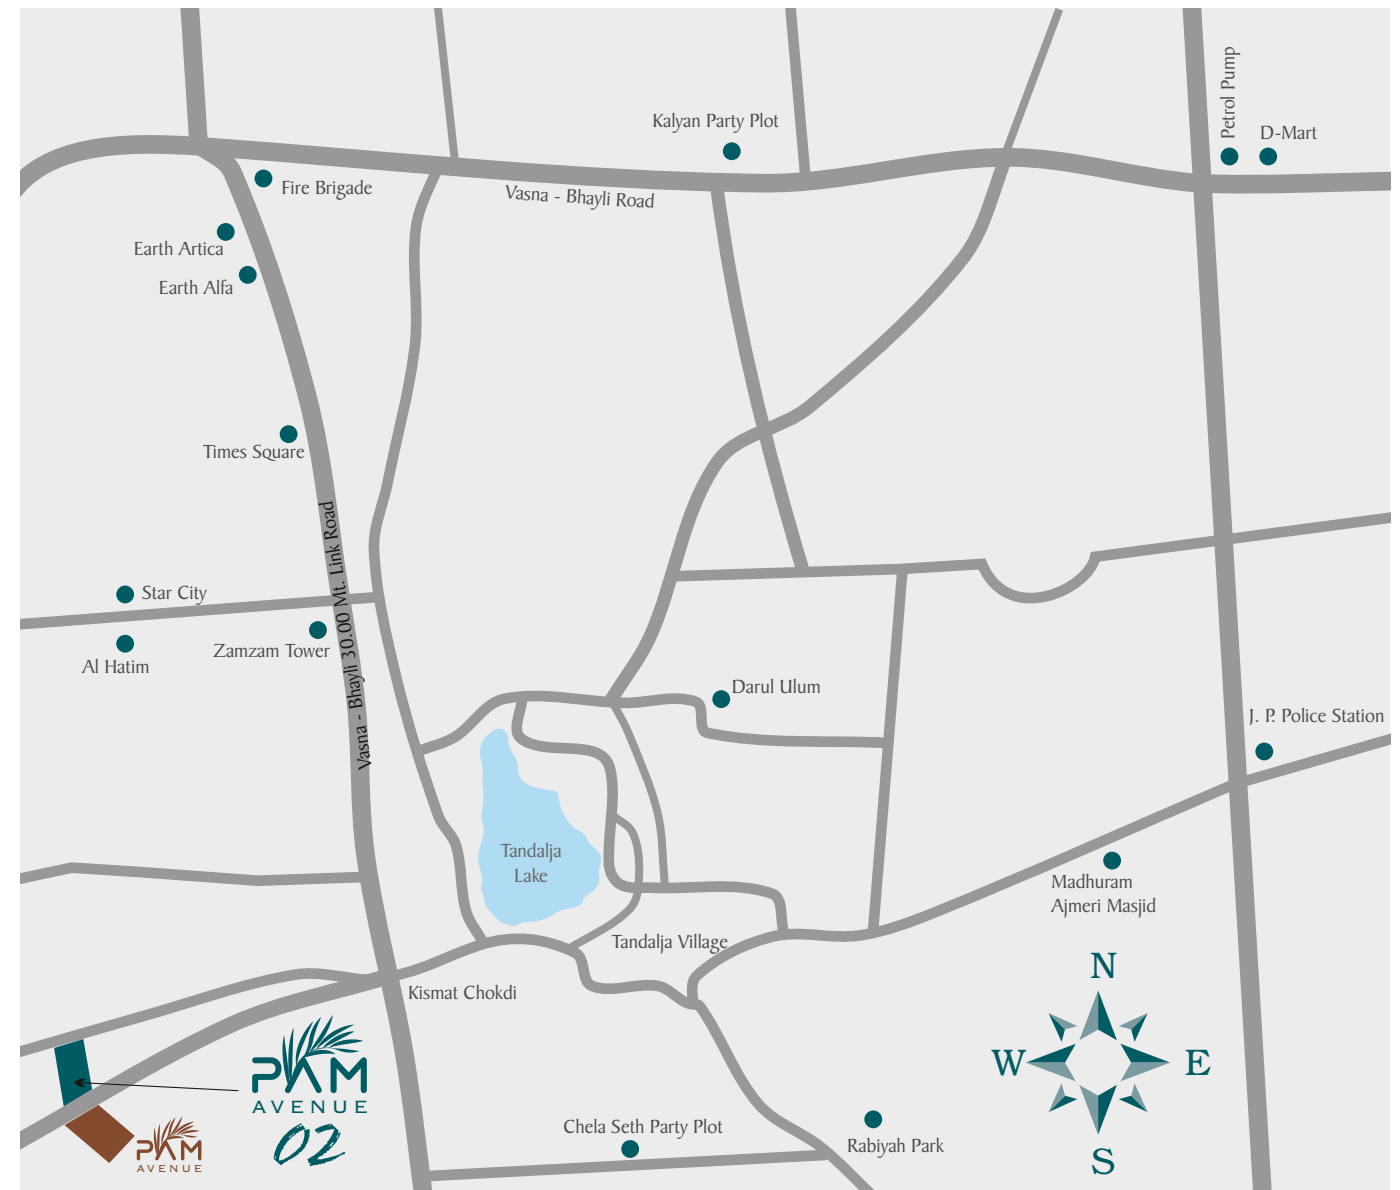 Petrol Pump
D-Mart
Kalyan Party Plot
Fire Brigade
Vasna - Bhayli Road
Earth Artica
Earth Alfa
Times Square
Vasna - Bhayli 30.00 Mt. Link Road
Star City
Zamzam Tower
Al Hatim
Darul Ulum
J. P. Police Station
Tandalja
Lake
Madhuram
Ajmeri Masjid
Tandalja Village
Kismat Chokdi
N
W
E
S
PAM
AVENUE
02
PAM
AVENUE
Chela Seth Party Plot
Rabiyah Park